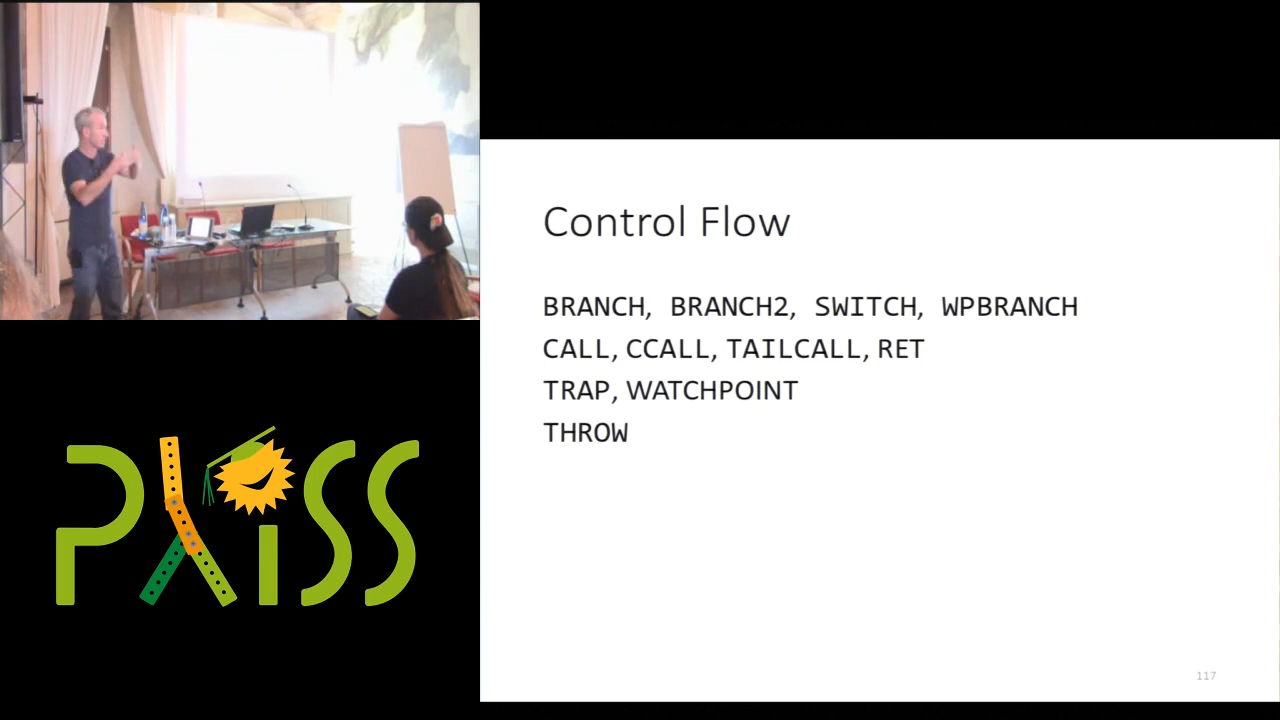 Control Flow
BRANCH, BRANCH2, SWITCH, WPBRANCH
CALL, CCALL, TAILCALL, RET
TRAP, WATCHPOINT
THROW
117
PLISS